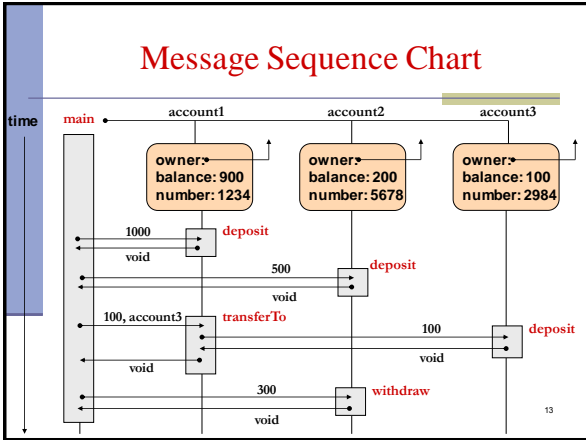 Message Sequence Chart
time
main
account1
account2
account3
owner:
balance: 900
number: 1234
owner:
balance: 200
number: 5678
owner:
balance: 100
number: 2984
1000
deposit
void
500
deposit
void
100, account3
transferTo
100
deposit
void
void
300
withdraw
void
13